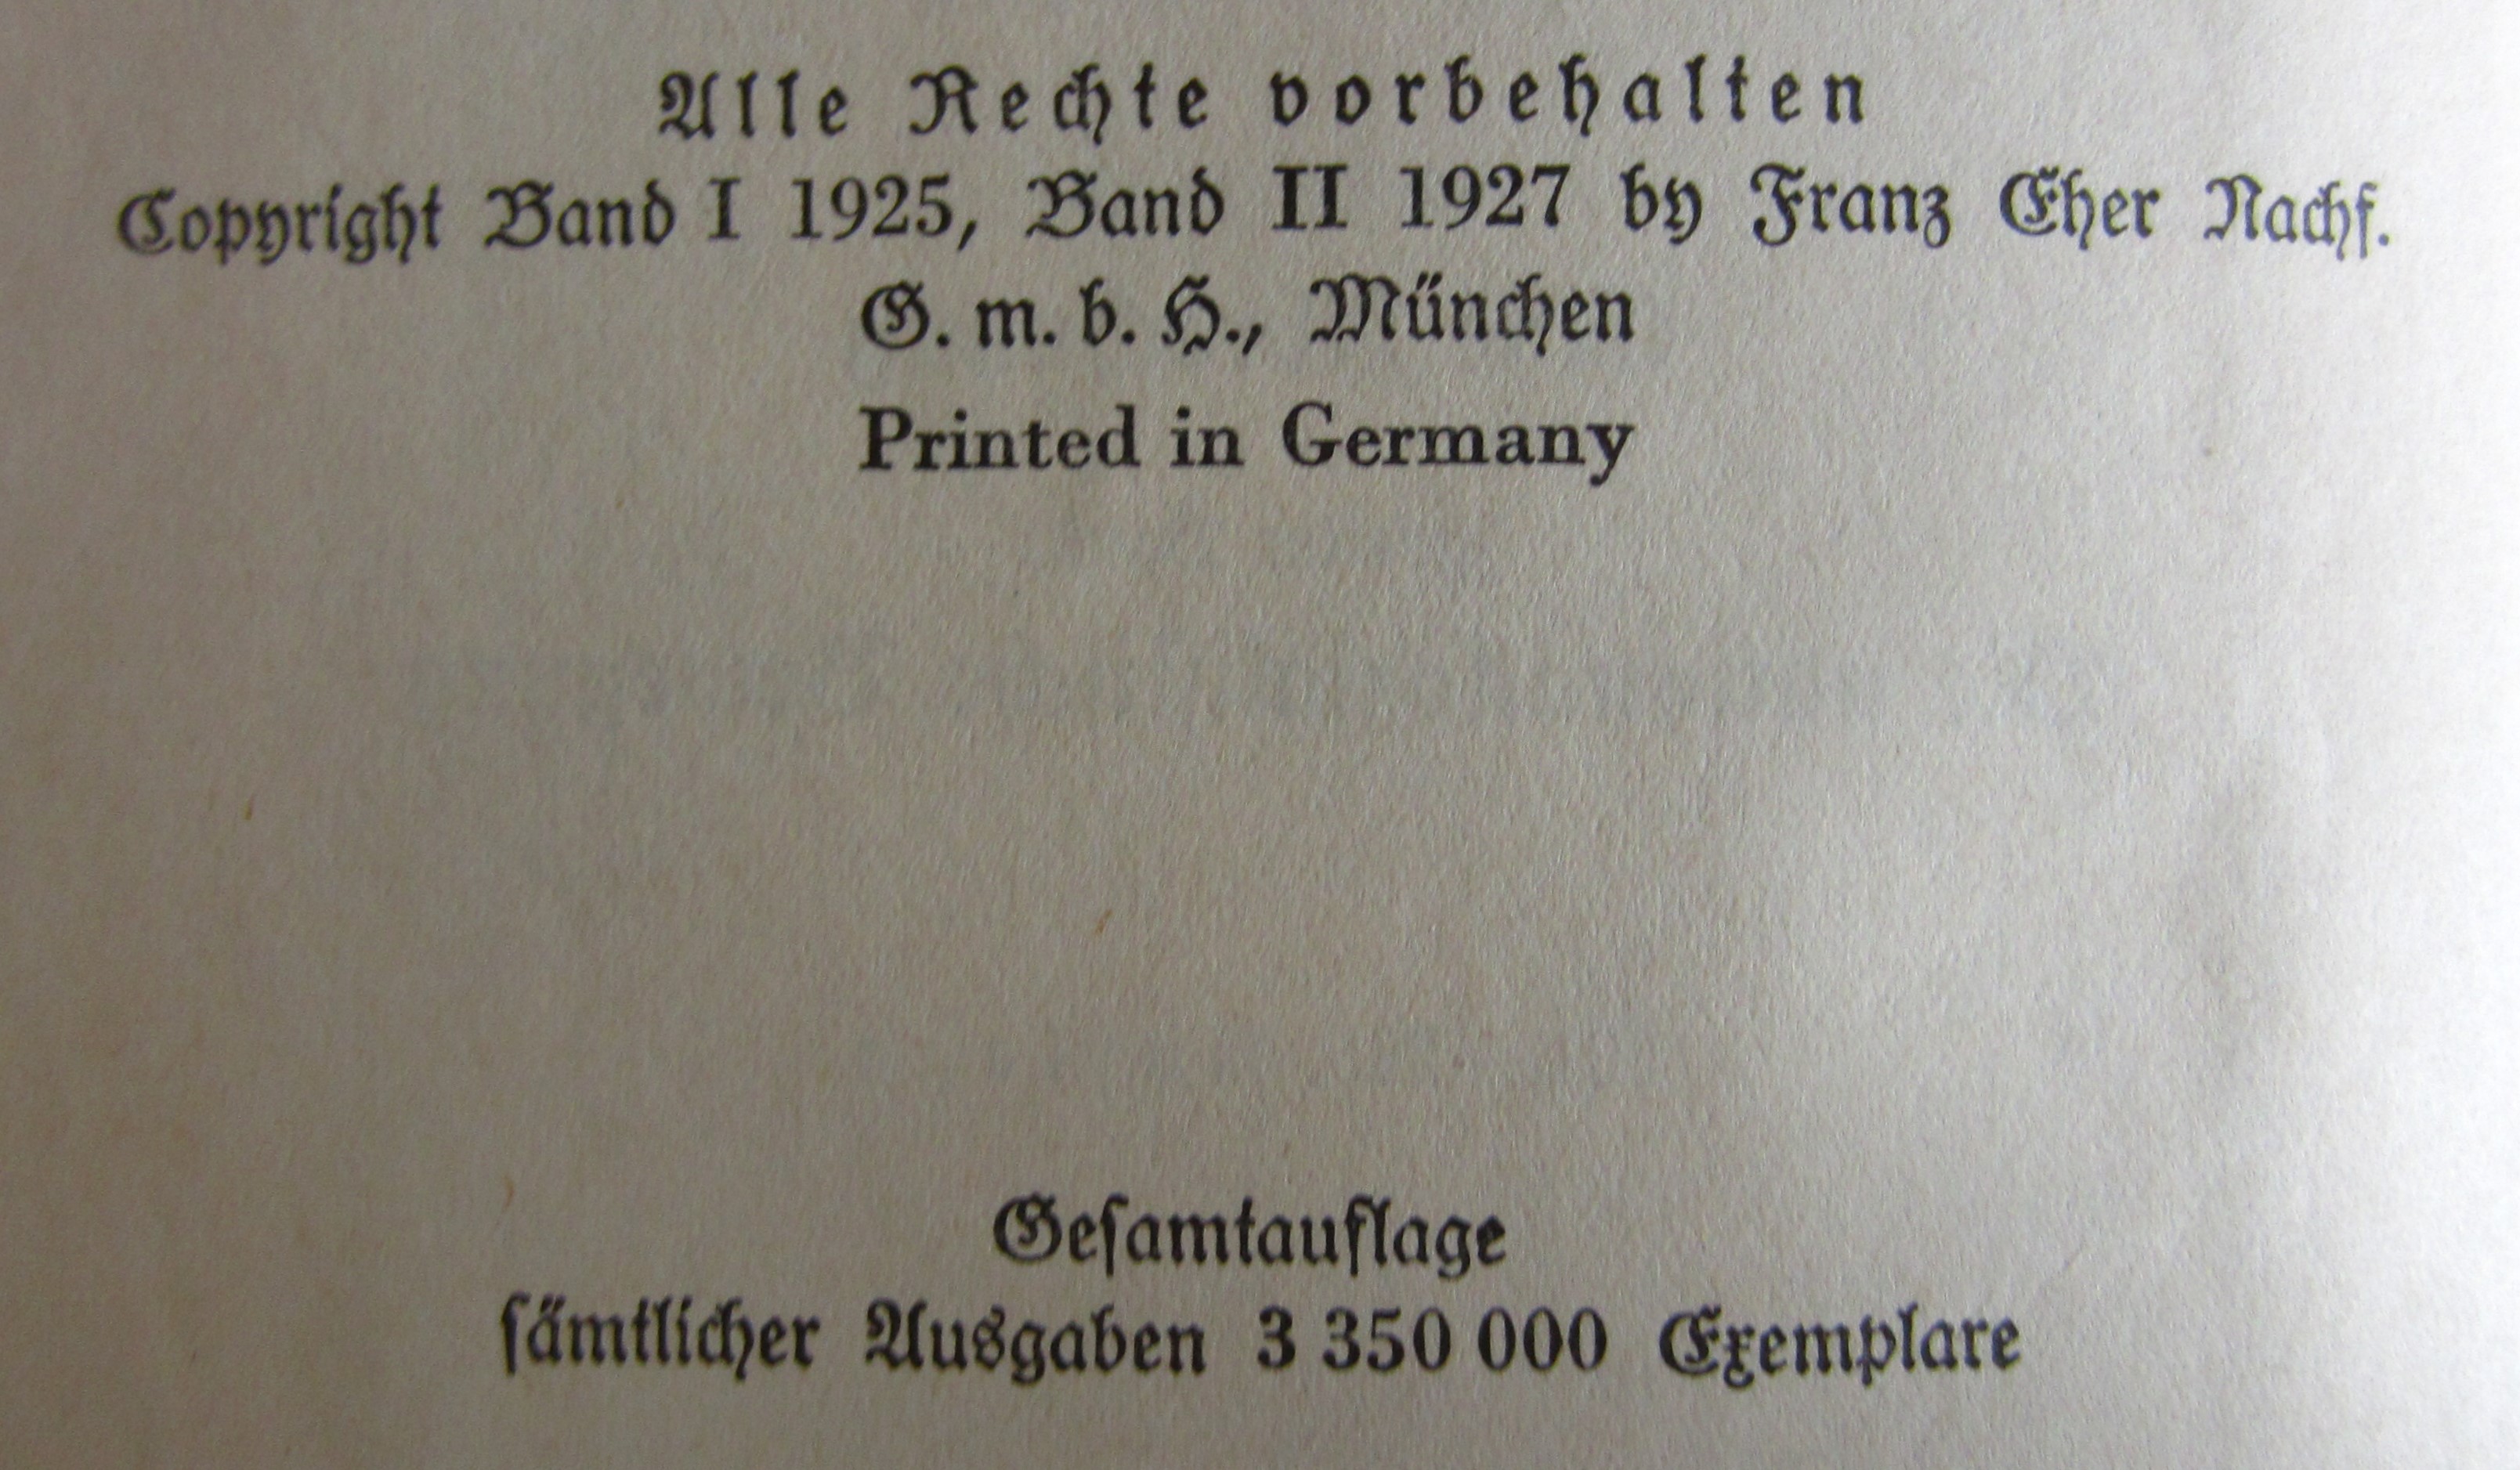 Alle Rechte vorbehalten
Copyright Band I 1925, Band II 1927 by Franz Eher Nachf.
G. m. b. H., München
Printed in Germany
Geſamtauflage
ſämtlicher Ausgaben 3 350 000 Exemplare